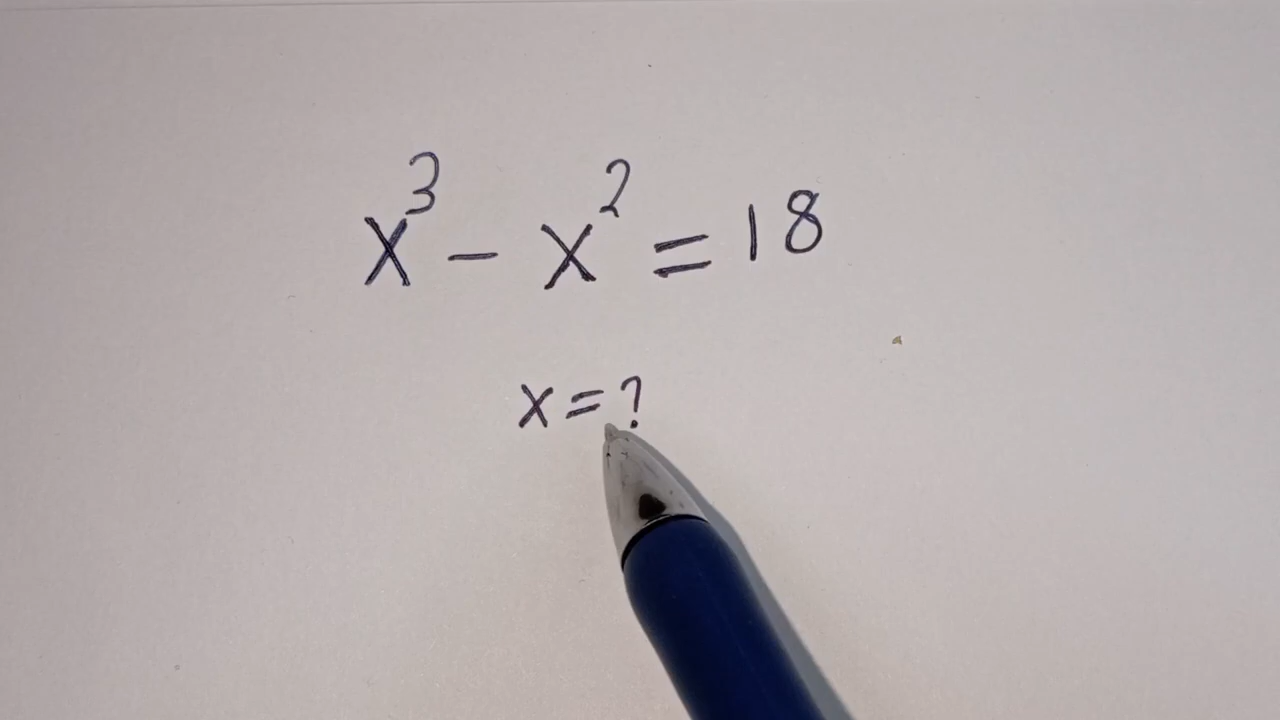 x³ - x² = 18
x = ?